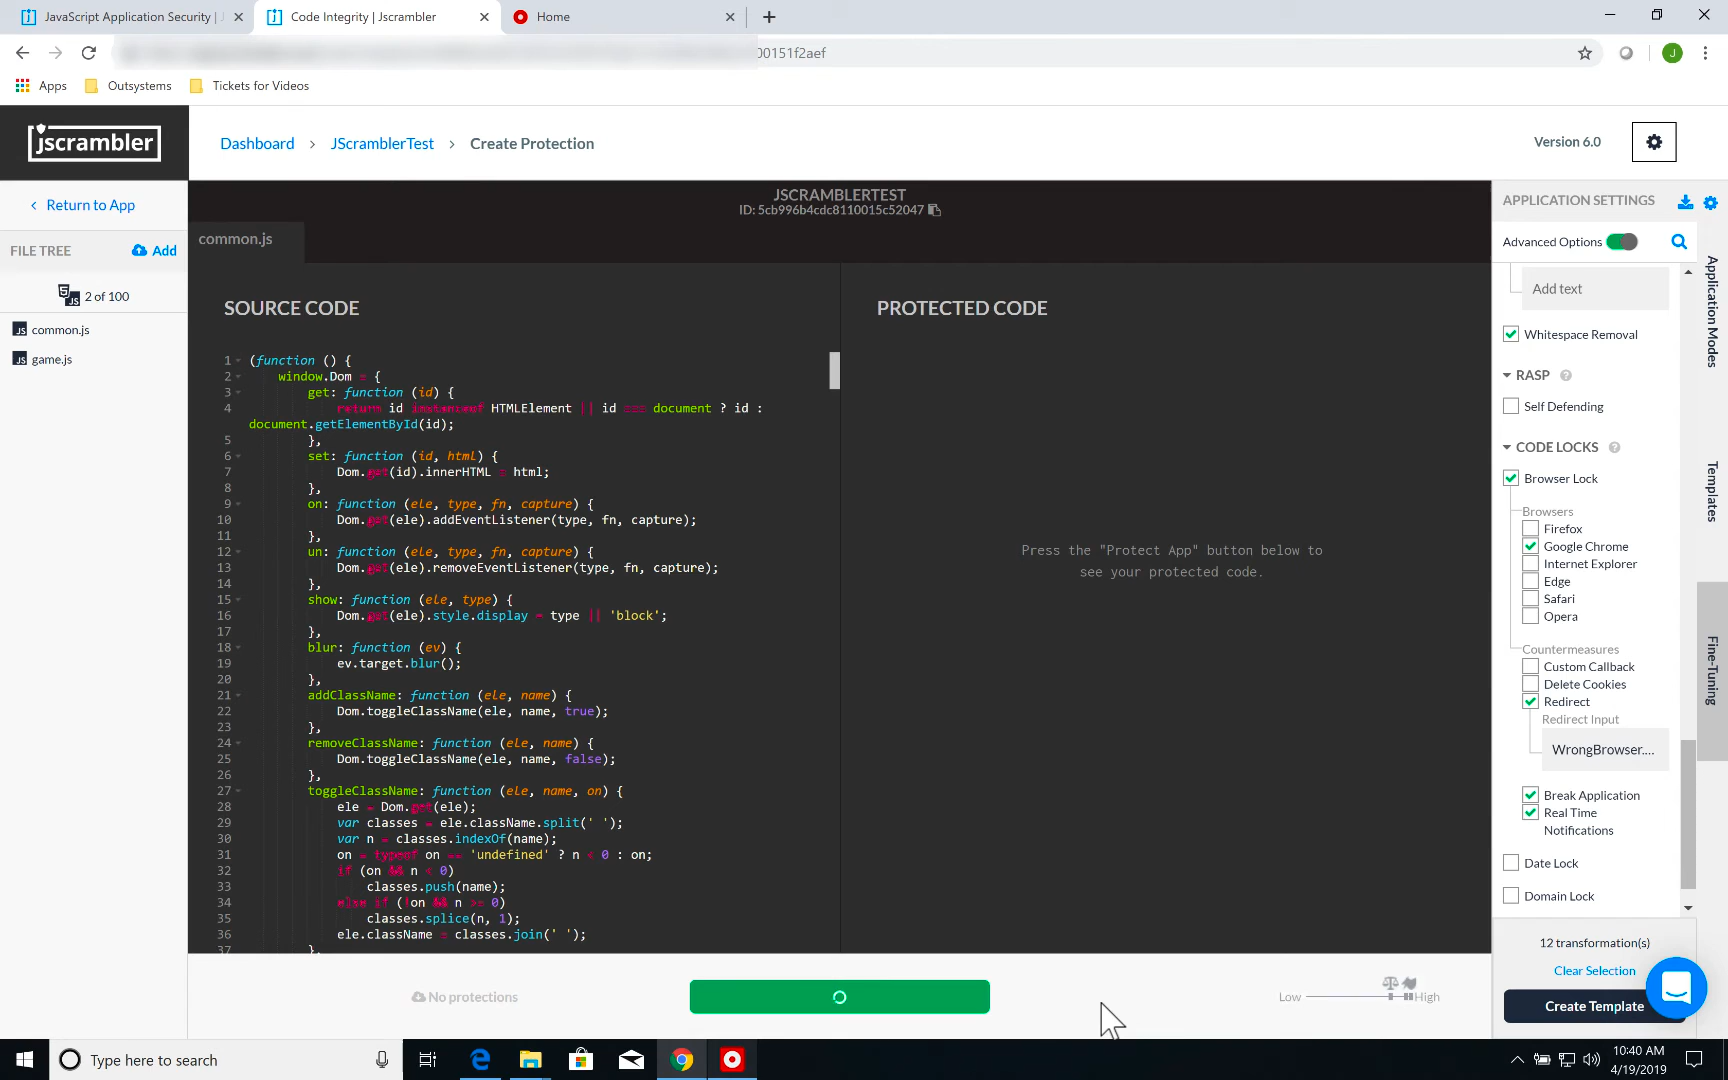 JavaScript Application Security |
Code Integrity | Jscrambler
Home
00151f2aef
J
Apps
Outsystems
Tickets for Videos
jscrambler
Dashboard > JScramblerTest > Create Protection
Version 6.0
Return to App
FILE TREE
Add
2 of 100
JS common.js
JS game.js
JSCRAMBLERTEST
ID: 5cb996b4cdc8110015c52047
common.js
SOURCE CODE
1 (function () {
2 window.Dom = {
3 get: function (id) {
4 return id instanceof HTMLElement || id === document ? id :
document.getElementById(id);
5 },
6 set: function (id, html) {
7 Dom.get(id).innerHTML = html;
8 },
9 on: function (ele, type, fn, capture) {
10 Dom.get(ele).addEventListener(type, fn, capture);
11 },
12 un: function (ele, type, fn, capture) {
13 Dom.get(ele).removeEventListener(type, fn, capture);
14 },
15 show: function (ele, type) {
16 Dom.get(ele).style.display = type || 'block';
17 },
18 blur: function (ev) {
19 ev.target.blur();
20 },
21 addClassName: function (ele, name) {
22 Dom.toggleClassName(ele, name, true);
23 },
24 removeClassName: function (ele, name) {
25 Dom.toggleClassName(ele, name, false);
26 },
27 toggleClassName: function (ele, name, on) {
28 ele = Dom.get(ele);
29 var classes = ele.className.split(' ');
30 var n = classes.indexOf(name);
31 on = typeof on == 'undefined' ? n < 0 : on;
32 if (on && n < 0)
33 classes.push(name);
34 else if (!on && n >= 0)
35 classes.splice(n, 1);
36 ele.className = classes.join(' ');
37 },
PROTECTED CODE
Press the "Protect App" button below to
see your protected code.
No protections
Low
High
APPLICATION SETTINGS
Advanced Options
Add text
Whitespace Removal
RASP
Self Defending
CODE LOCKS
Browser Lock
Browsers
Firefox
Google Chrome
Internet Explorer
Edge
Safari
Opera
Countermeasures
Custom Callback
Delete Cookies
Redirect
Redirect Input
WrongBrowser....
Break Application
Real Time
Notifications
Date Lock
Domain Lock
12 transformation(s)
Clear Selection
Create Template
Application Modes
Templates
Fine-Tuning
Type here to search
10:40 AM
4/19/2019